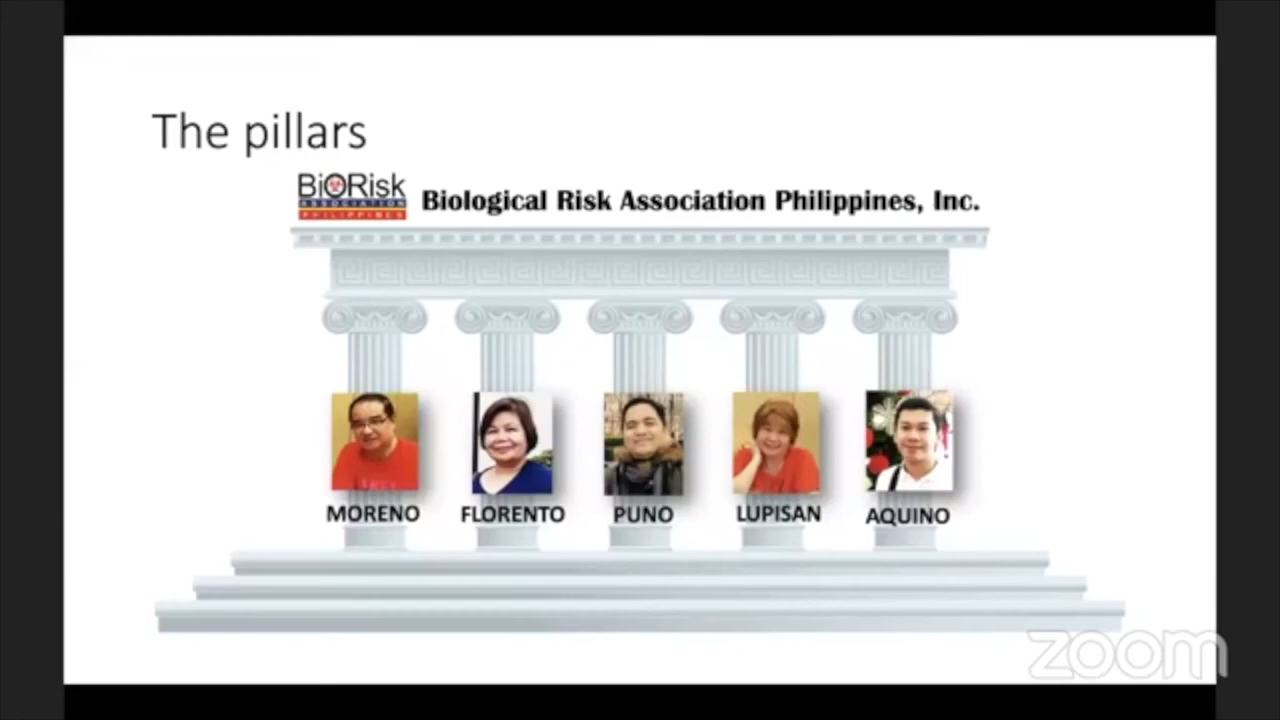 The pillars
BiORisk
ASSOCIATION
PHILIPPINES
Biological Risk Association Philippines, Inc.
MORENO
FLORENTO
PUNO
LUPISAN
AQUINO
zoom